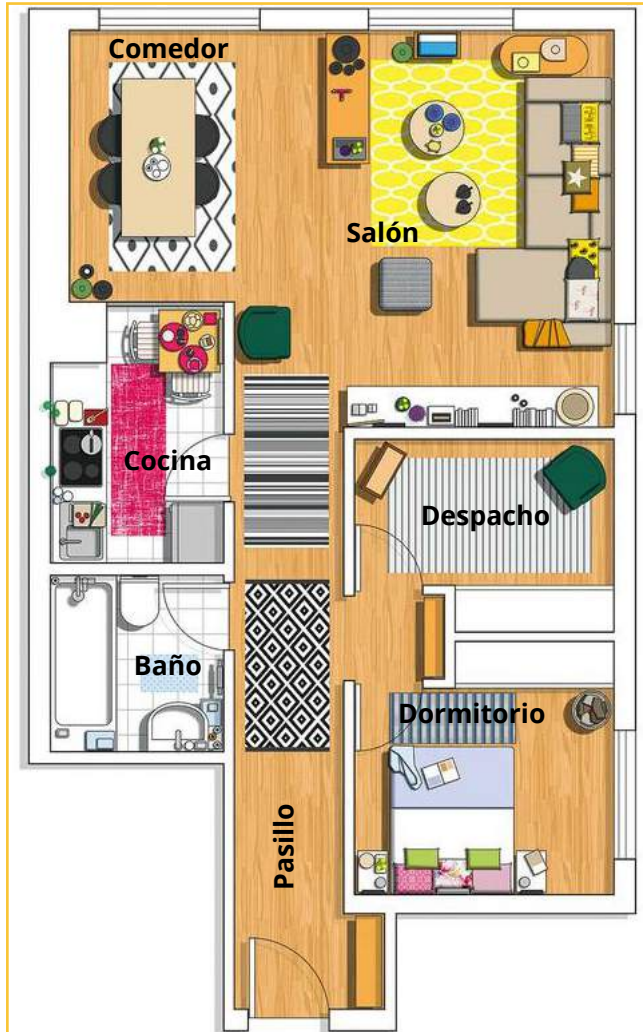 Comedor
Salón
Cocina
Despacho
Baño
Dormitorio
Pasillo